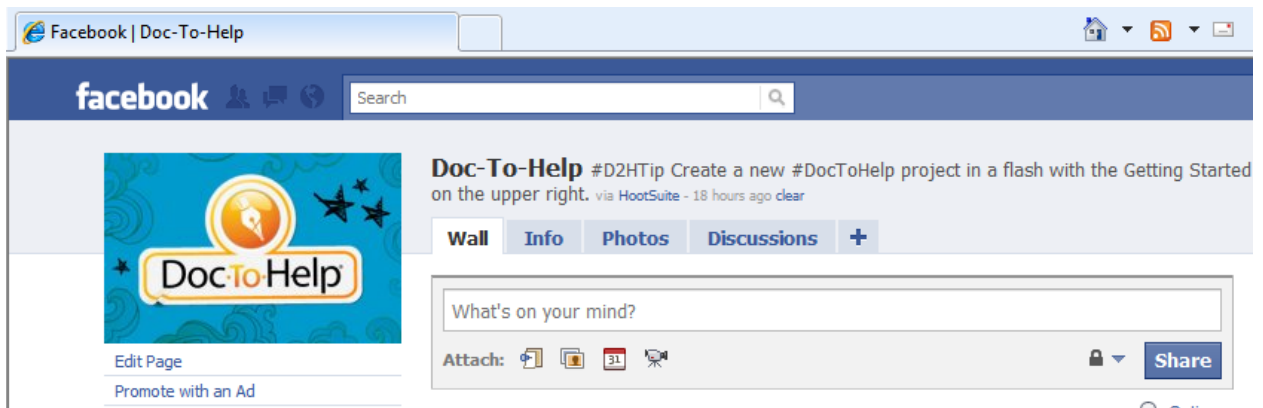 Facebook | Doc-To-Help
facebook
Search
Doc-To-Help
Doc-To-Help #D2HTip Create a new #DocToHelp project in a flash with the Getting Started
on the upper right. via HootSuite - 18 hours ago clear
Wall Info Photos Discussions +
What's on your mind?
Attach: 31 Share
Edit Page
Promote with an Ad